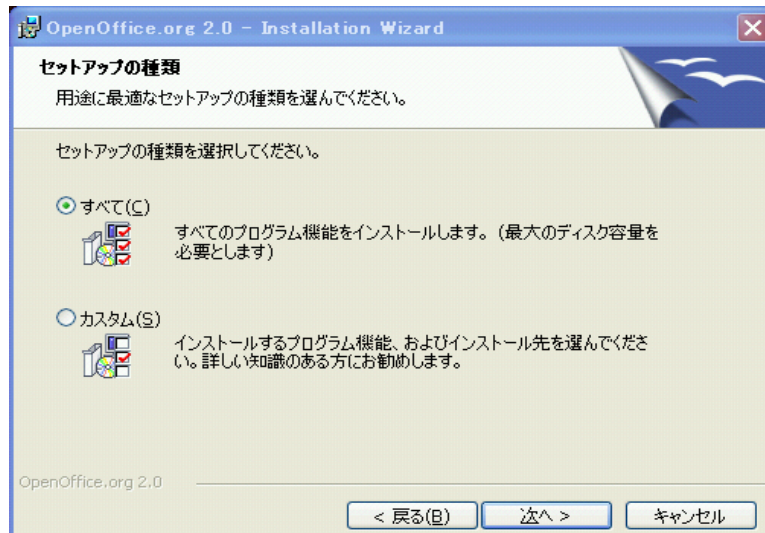 OpenOffice.org 2.0 - Installation Wizard
セットアップの種類
用途に最適なセットアップの種類を選んでください。
セットアップの種類を選択してください。
すべて(C)
すべてのプログラム機能をインストールします。(最大のディスク容量を
必要とします)
カスタム(S)
インストールするプログラム機能、およびインストール先を選んでくださ
い。詳しい知識のある方にお勧めします。
OpenOffice.org 2.0
< 戻る(B) 次へ > キャンセル